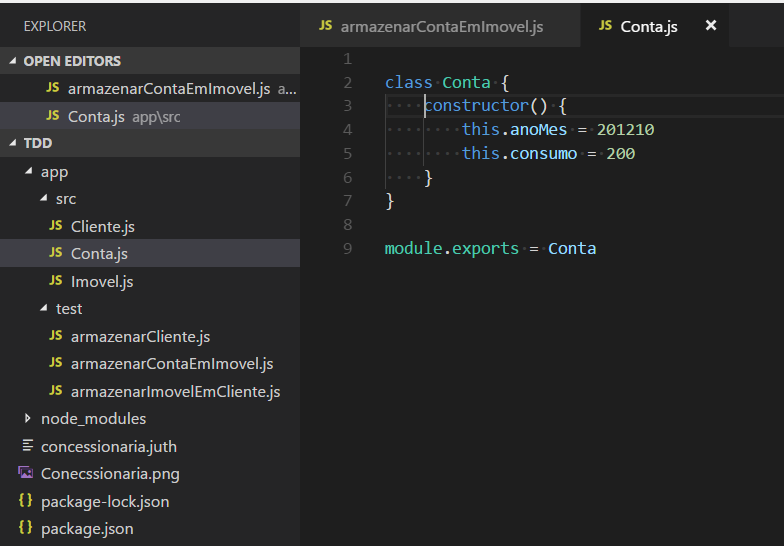 EXPLORER
OPEN EDITORS
JS armazenarContaEmImovel.js a...
JS Conta.js app\src
TDD
app
src
JS Cliente.js
JS Conta.js
JS Imovel.js
test
JS armazenarCliente.js
JS armazenarContaEmImovel.js
JS armazenarImovelEmCliente.js
node_modules
concessionaria.juth
Conecssionaria.png
{} package-lock.json
{} package.json
JS armazenarContaEmImovel.js JS Conta.js ×
1
2 class Conta {
3 constructor() {
4 this.anoMes = 201210
5 this.consumo = 200
6 }
7 }
8
9 module.exports = Conta